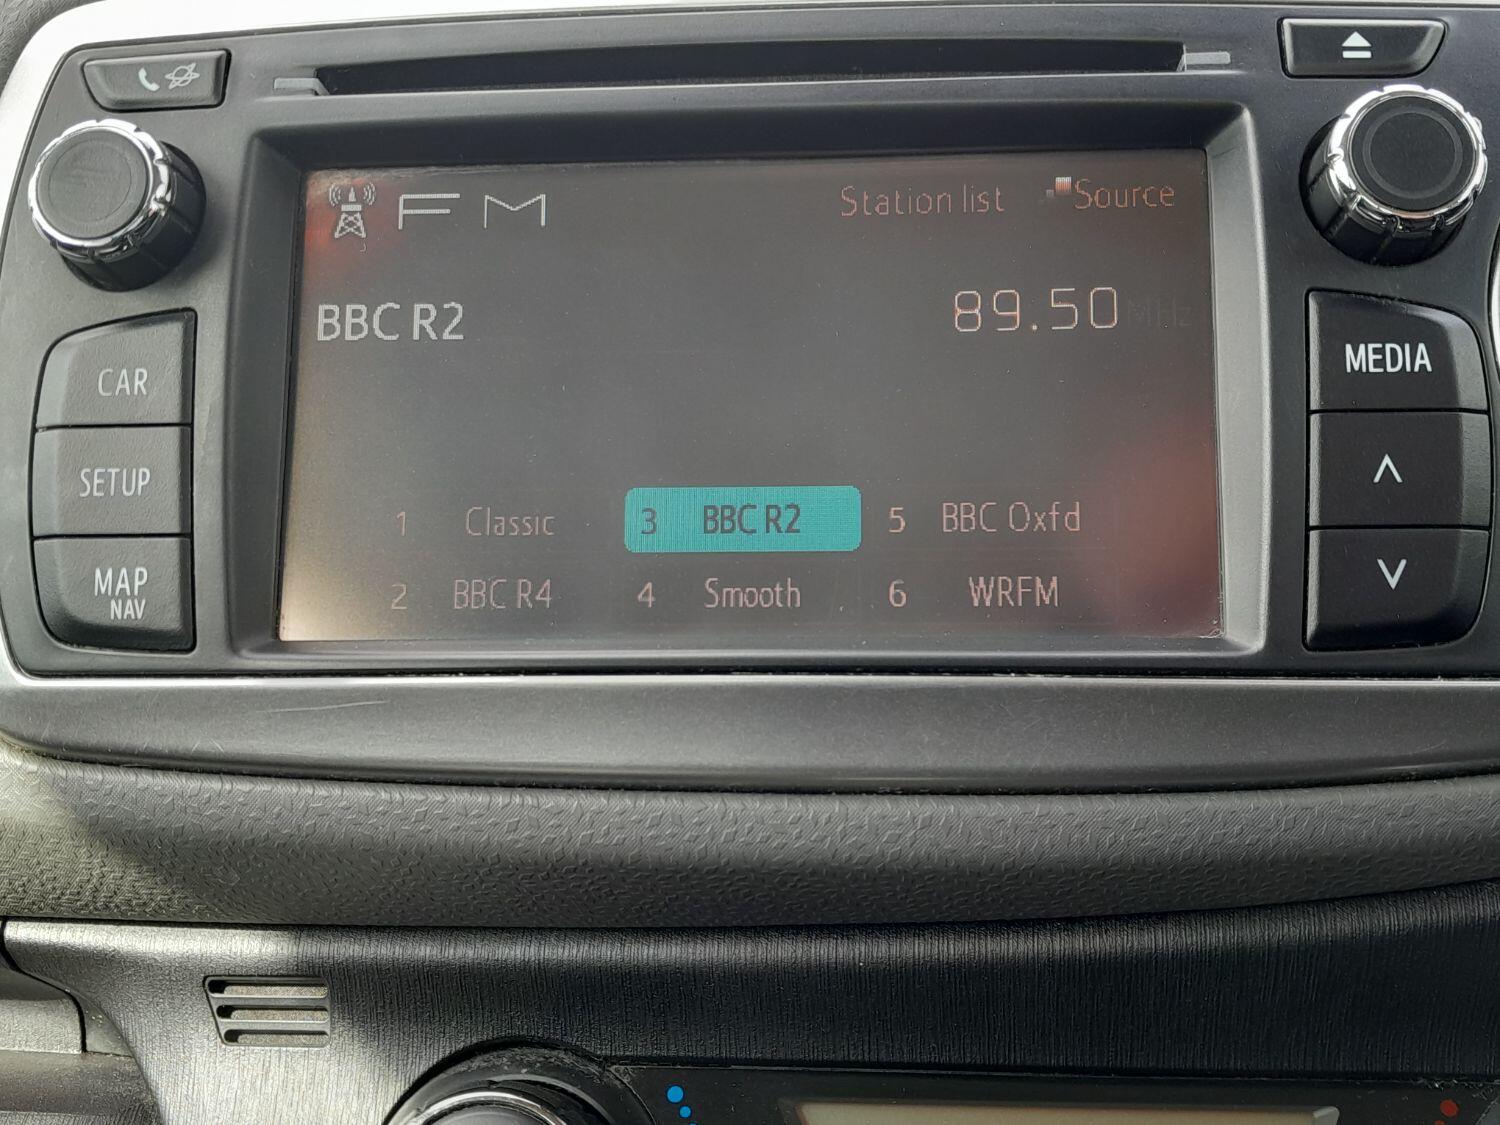 FM
Station list
Source
BBC R2
89.50 MHz
1 Classic
3 BBC R2
5 BBC Oxfd
2 BBC R4
4 Smooth
6 WRFM
CAR
SETUP
MAP
NAV
MEDIA